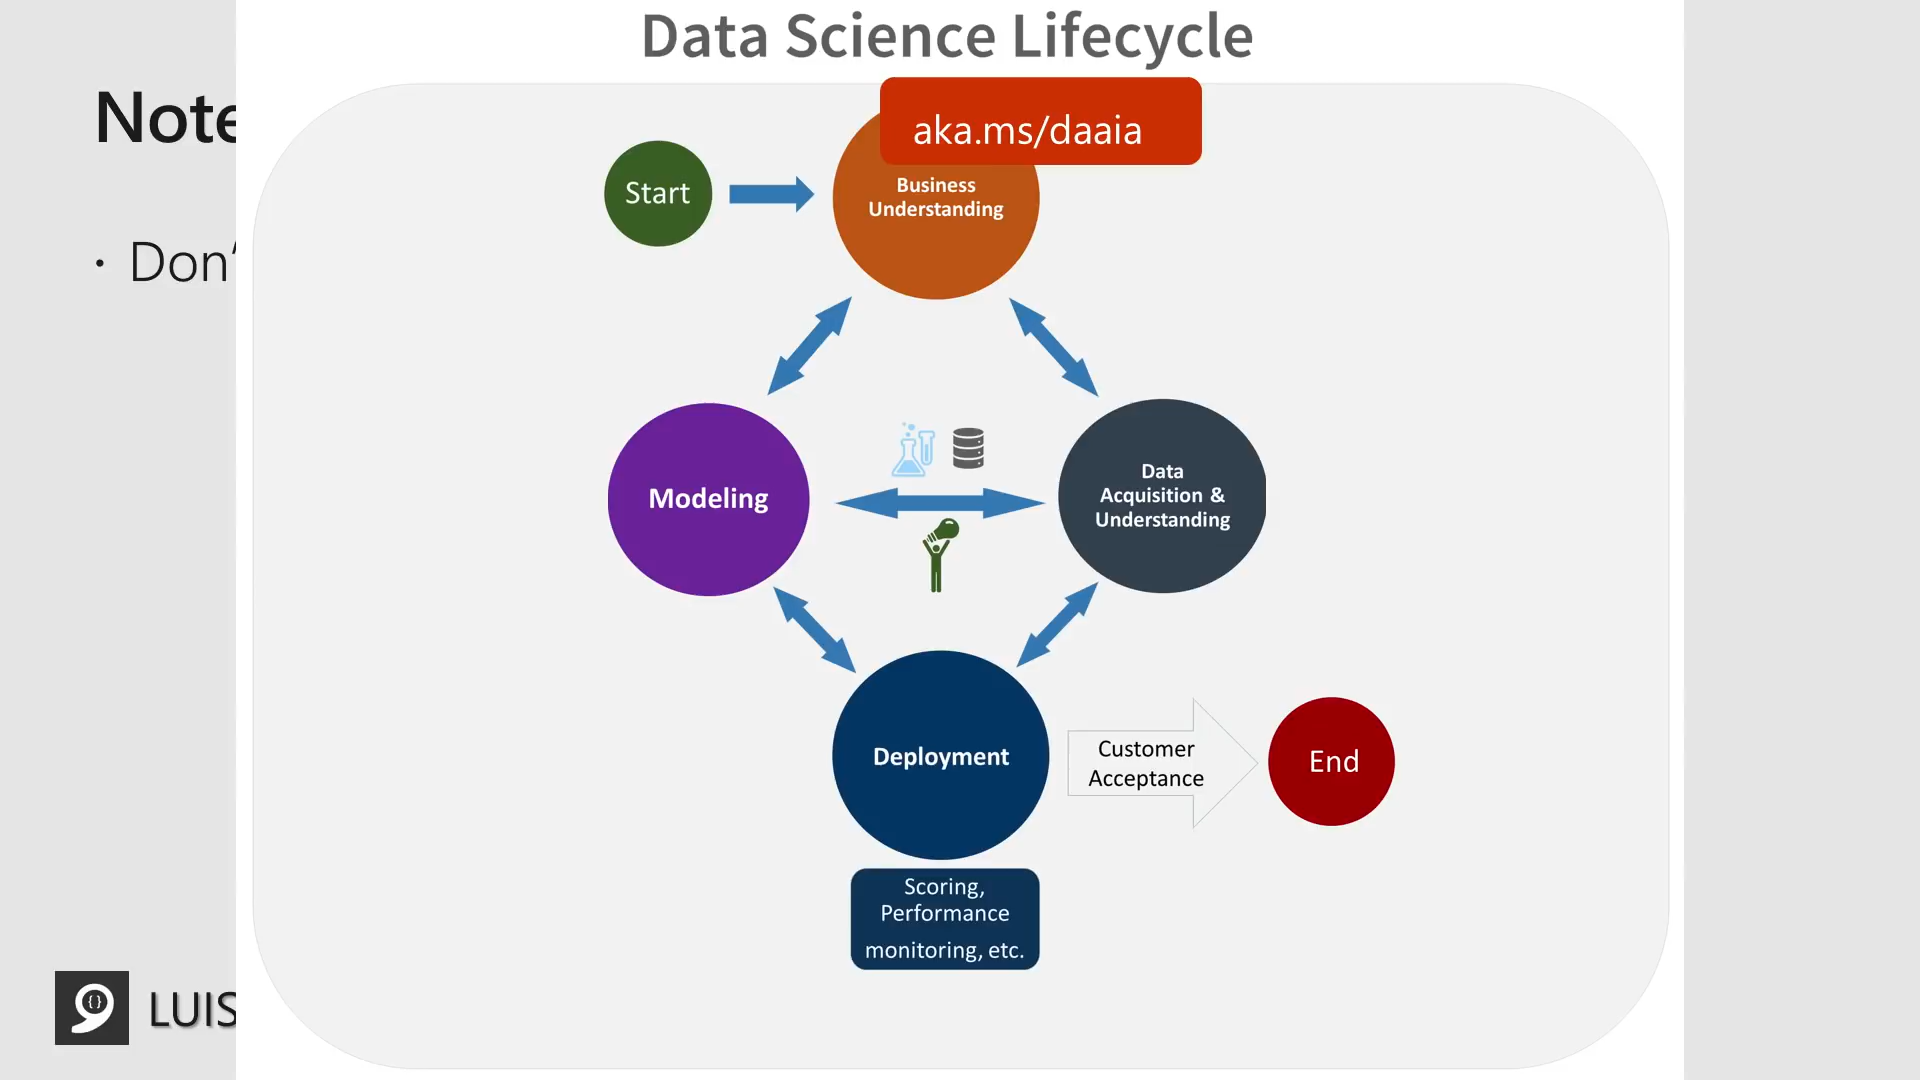 Data Science Lifecycle
Note
aka.ms/daaia
Start
Business
Understanding
· Don'
Modeling
Data
Acquisition &
Understanding
Deployment
Customer
Acceptance
End
Scoring,
Performance
monitoring, etc.
LUIS